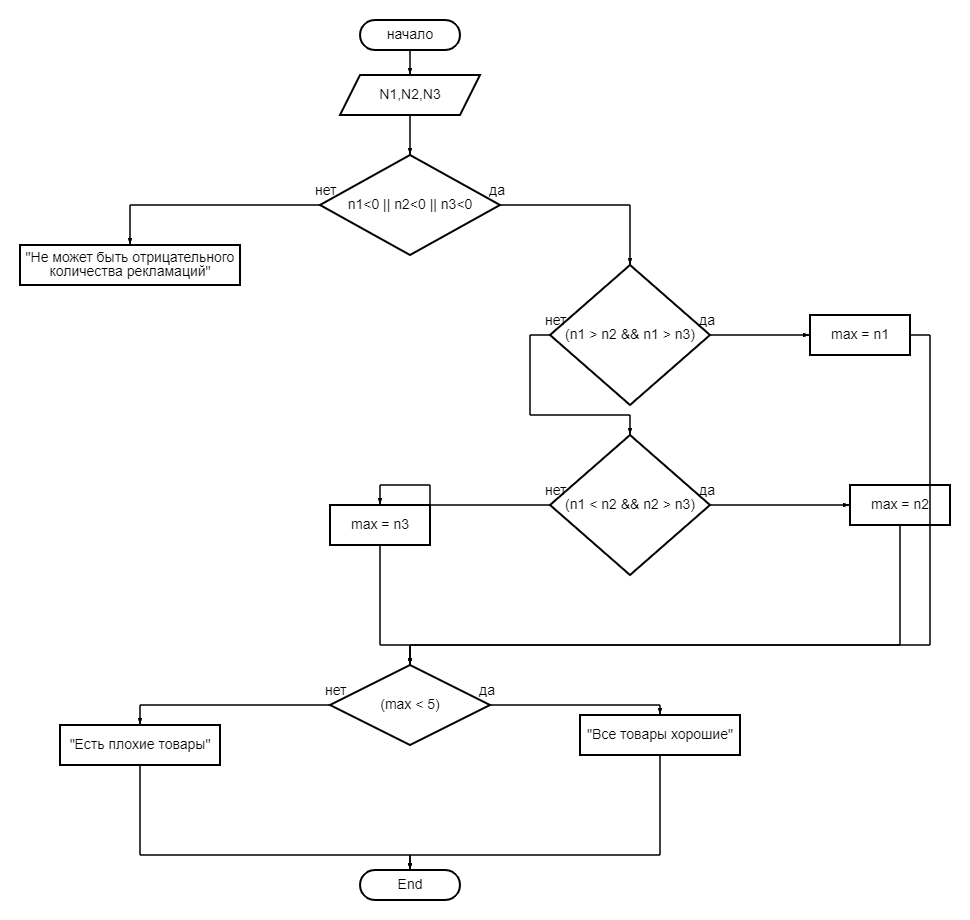 начало
N1,N2,N3
нет
да
n1<0 || n2<0 || n3<0
"Не может быть отрицательного
количества рекламаций"
нет
да
(n1 > n2 && n1 > n3)
max = n1
нет
да
(n1 < n2 && n2 > n3)
max = n2
max = n3
нет
да
(max < 5)
"Есть плохие товары"
"Все товары хорошие"
End